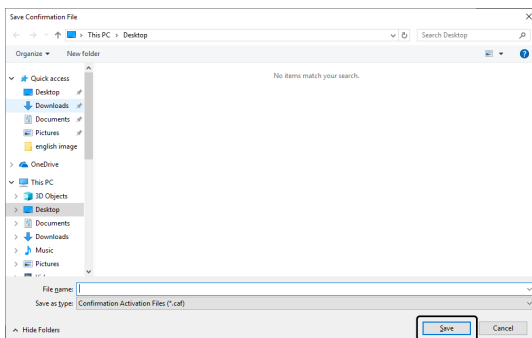 Save Confirmation File
This PC > Desktop
Search Desktop
Organize
New folder
Quick access
No items match your search.
Desktop
Downloads
Documents
Pictures
english image
OneDrive
This PC
3D Objects
Desktop
Documents
Downloads
Music
Pictures
File name:
Save as type: Confirmation Activation Files (*.caf)
Hide Folders
Save
Cancel